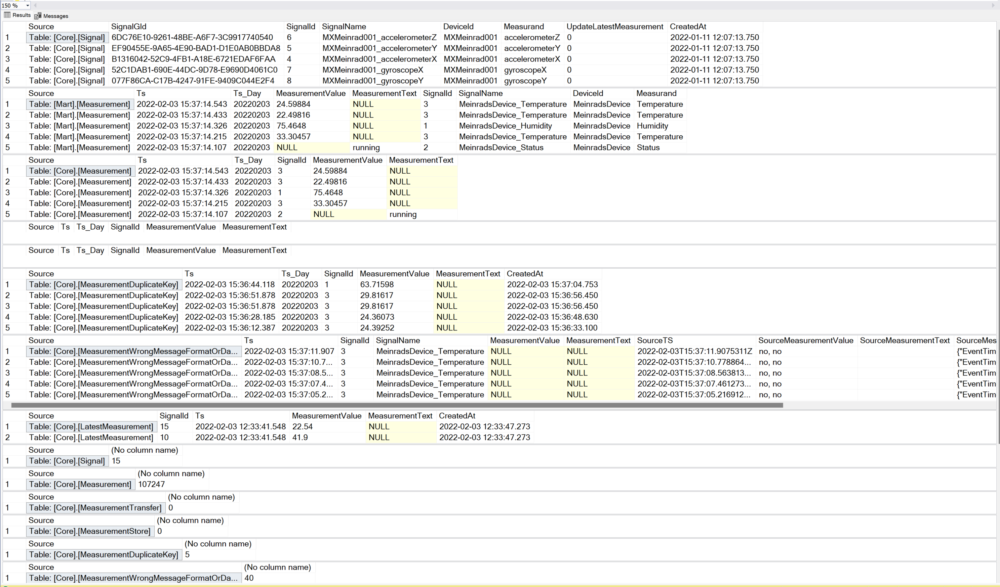 150 %
Results Messages
Source SignalGId SignalId SignalName DeviceId Measurand UpdateLatestMeasurement CreatedAt
1 Table: [Core].[Signal] 6DC76E10-9261-48BE-A6F7-3C9917740540 6 MXMeinrad001_accelerometerZ MXMeinrad001 accelerometerZ 0 2022-01-11 12:07:13.750
2 Table: [Core].[Signal] EF90455E-9A65-4E90-BAD1-D1E0AB0BBDA8 5 MXMeinrad001_accelerometerY MXMeinrad001 accelerometerY 0 2022-01-11 12:07:13.750
3 Table: [Core].[Signal] B1316042-52C9-4FB1-A18E-6721EDAF6FAA 4 MXMeinrad001_accelerometerX MXMeinrad001 accelerometerX 0 2022-01-11 12:07:13.750
4 Table: [Core].[Signal] 52C1DAB1-690E-44DC-9D78-E9690D4061C0 7 MXMeinrad001_gyroscopeX MXMeinrad001 gyroscopeX 0 2022-01-11 12:07:13.750
5 Table: [Core].[Signal] 077F86CA-C17B-4247-91FE-9409C044E2F4 8 MXMeinrad001_gyroscopeY MXMeinrad001 gyroscopeY 0 2022-01-11 12:07:13.750
Source Ts Ts_Day MeasurementValue MeasurementText SignalId SignalName DeviceId Measurand
1 Table: [Mart].[Measurement] 2022-02-03 15:37:14.543 20220203 24.59884 NULL 3 MeinradsDevice_Temperature MeinradsDevice Temperature
2 Table: [Mart].[Measurement] 2022-02-03 15:37:14.433 20220203 22.49816 NULL 3 MeinradsDevice_Temperature MeinradsDevice Temperature
3 Table: [Mart].[Measurement] 2022-02-03 15:37:14.326 20220203 75.4648 NULL 1 MeinradsDevice_Humidity MeinradsDevice Humidity
4 Table: [Mart].[Measurement] 2022-02-03 15:37:14.215 20220203 33.30457 NULL 3 MeinradsDevice_Temperature MeinradsDevice Temperature
5 Table: [Mart].[Measurement] 2022-02-03 15:37:14.107 20220203 NULL running 2 MeinradsDevice_Status MeinradsDevice Status
Source Ts Ts_Day SignalId MeasurementValue MeasurementText
1 Table: [Core].[Measurement] 2022-02-03 15:37:14.543 20220203 3 24.59884 NULL
2 Table: [Core].[Measurement] 2022-02-03 15:37:14.433 20220203 3 22.49816 NULL
3 Table: [Core].[Measurement] 2022-02-03 15:37:14.326 20220203 1 75.4648 NULL
4 Table: [Core].[Measurement] 2022-02-03 15:37:14.215 20220203 3 33.30457 NULL
5 Table: [Core].[Measurement] 2022-02-03 15:37:14.107 20220203 2 NULL running
Source Ts Ts_Day SignalId MeasurementValue MeasurementText
Source Ts Ts_Day SignalId MeasurementValue MeasurementText
Source Ts Ts_Day SignalId MeasurementValue MeasurementText CreatedAt
1 Table: [Core].[MeasurementDuplicateKey] 2022-02-03 15:36:44.118 20220203 1 63.71598 NULL 2022-02-03 15:37:04.753
2 Table: [Core].[MeasurementDuplicateKey] 2022-02-03 15:36:51.878 20220203 3 29.81617 NULL 2022-02-03 15:36:56.450
3 Table: [Core].[MeasurementDuplicateKey] 2022-02-03 15:36:51.878 20220203 3 29.81617 NULL 2022-02-03 15:36:56.450
4 Table: [Core].[MeasurementDuplicateKey] 2022-02-03 15:36:28.185 20220203 3 24.36073 NULL 2022-02-03 15:36:48.630
5 Table: [Core].[MeasurementDuplicateKey] 2022-02-03 15:36:12.387 20220203 3 24.39252 NULL 2022-02-03 15:36:33.100
Source Ts SignalId SignalName MeasurementValue MeasurementText SourceTS SourceMeasurementValue SourceMeasurementText SourceMes
1 Table: [Core].[MeasurementWrongMessageFormatOrDa... 2022-02-03 15:37:11.907 3 MeinradsDevice_Temperature NULL NULL 2022-02-03T15:37:11.9075311Z no, no {"EventTim
2 Table: [Core].[MeasurementWrongMessageFormatOrDa... 2022-02-03 15:37:10.7... 3 MeinradsDevice_Temperature NULL NULL 2022-02-03T15:37:10.778864... no, no {"EventTim
3 Table: [Core].[MeasurementWrongMessageFormatOrDa... 2022-02-03 15:37:08.5... 3 MeinradsDevice_Temperature NULL NULL 2022-02-03T15:37:08.563813... no, no {"EventTim
4 Table: [Core].[MeasurementWrongMessageFormatOrDa... 2022-02-03 15:37:07.4... 3 MeinradsDevice_Temperature NULL NULL 2022-02-03T15:37:07.461273... no, no {"EventTim
5 Table: [Core].[MeasurementWrongMessageFormatOrDa... 2022-02-03 15:37:05.2... 3 MeinradsDevice_Temperature NULL NULL 2022-02-03T15:37:05.216912... no, no {"EventTim
Source SignalId Ts MeasurementValue MeasurementText CreatedAt
1 Table: [Core].[LatestMeasurement] 15 2022-02-03 12:33:41.548 22.54 NULL 2022-02-03 12:33:47.273
2 Table: [Core].[LatestMeasurement] 10 2022-02-03 12:33:41.548 41.9 NULL 2022-02-03 12:33:47.273
Source (No column name)
1 Table: [Core].[Signal] 15
Source (No column name)
1 Table: [Core].[Measurement] 107247
Source (No column name)
1 Table: [Core].[MeasurementTransfer] 0
Source (No column name)
1 Table: [Core].[MeasurementStore] 0
Source (No column name)
1 Table: [Core].[MeasurementDuplicateKey] 5
Source (No column name)
1 Table: [Core].[MeasurementWrongMessageFormatOrDa... 40